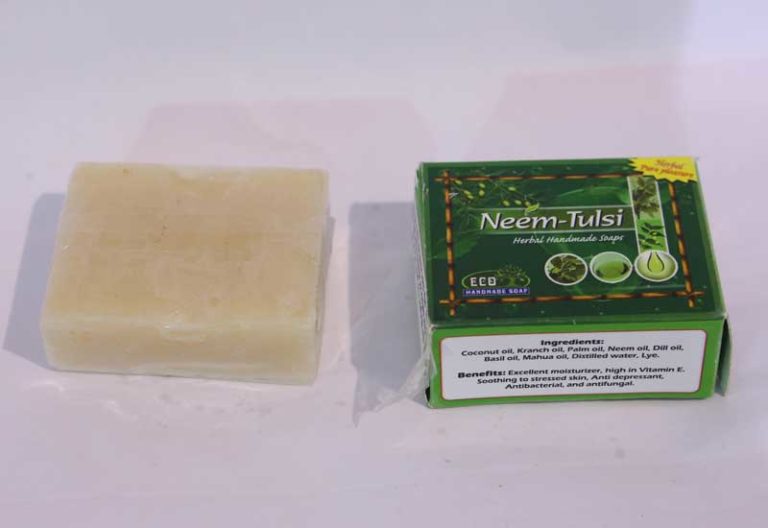 Herbal
Pure pleasure
Neem-Tulsi
Herbal Handmade Soaps
ECO
HANDMADE SOAP
Ingredients:
Coconut oil, Kranch oil, Palm oil, Neem oil, Dill oil,
Basil oil, Mahua oil, Distilled water, Lye.
Benefits: Excellent moisturizer, high in Vitamin E.
Soothing to stressed skin, Anti depressant,
Antibacterial, and antifungal.